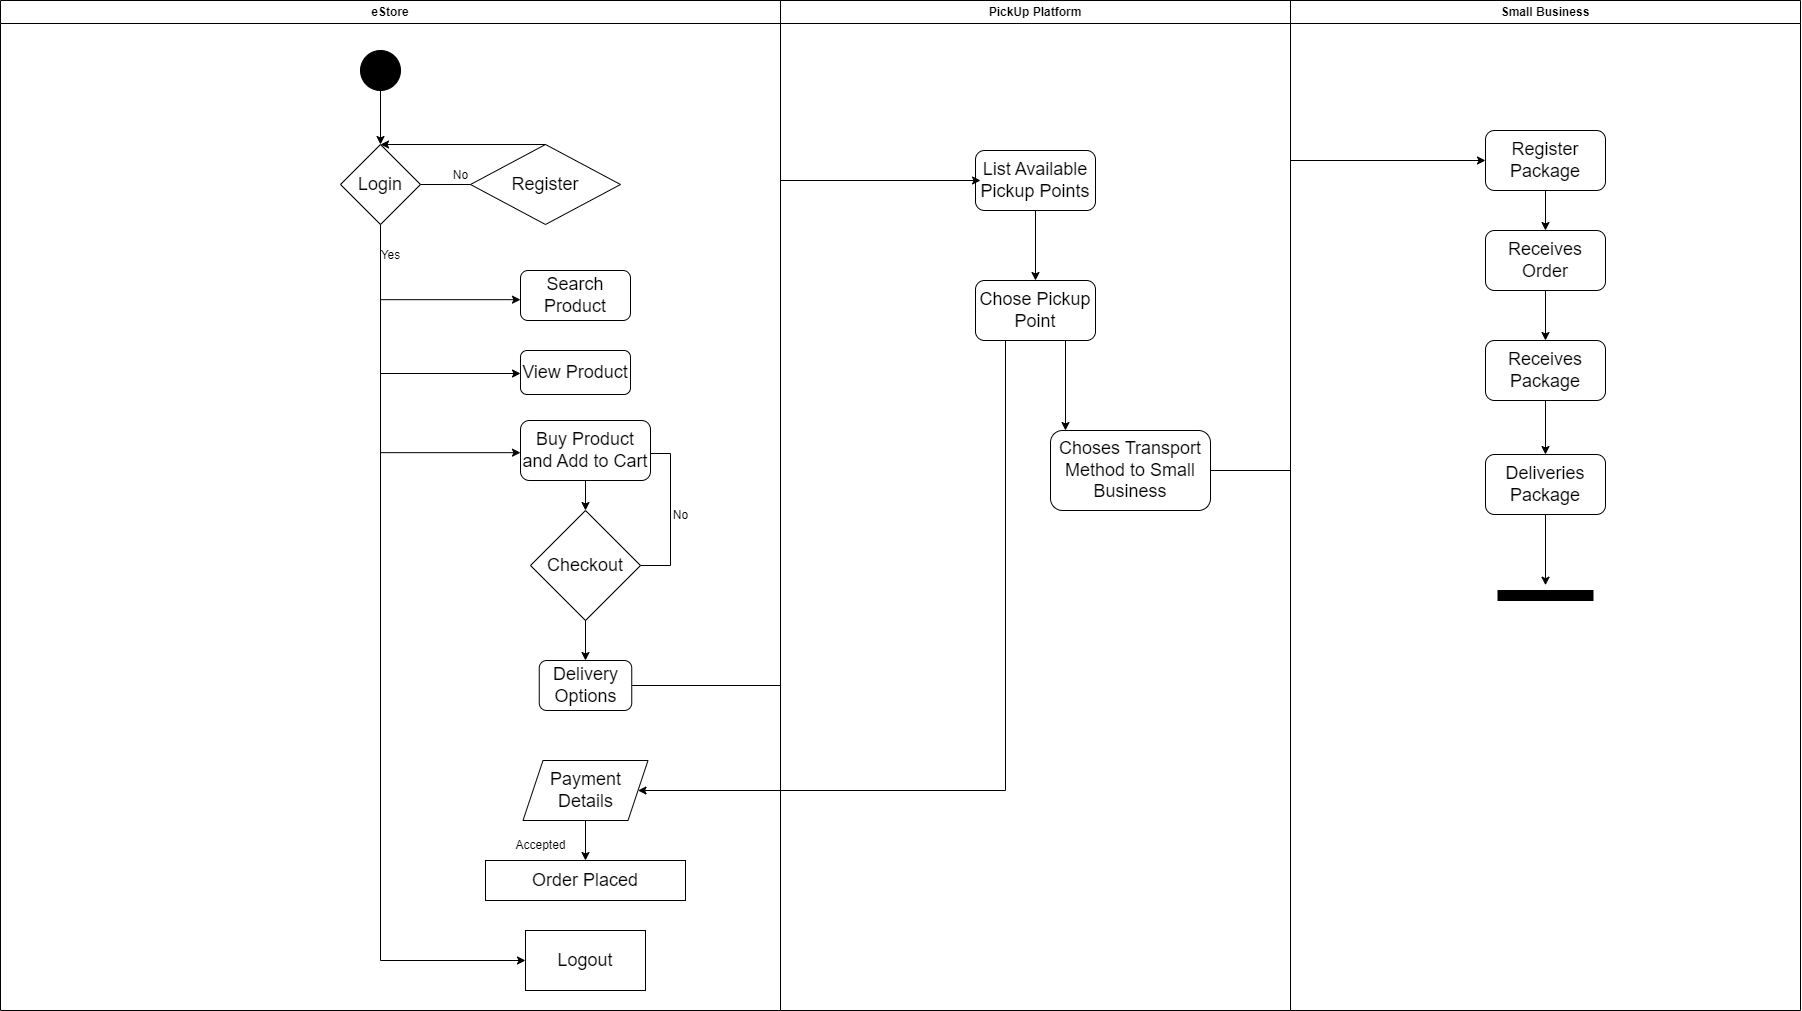 eStore
PickUp Platform
Small Business
Login
No
Register
Yes
Search
Product
View Product
Buy Product
and Add to Cart
No
Checkout
Delivery
Options
Payment
Details
Accepted
Order Placed
Logout
List Available
Pickup Points
Chose Pickup
Point
Choses Transport
Method to Small
Business
Register
Package
Receives
Order
Receives
Package
Deliveries
Package